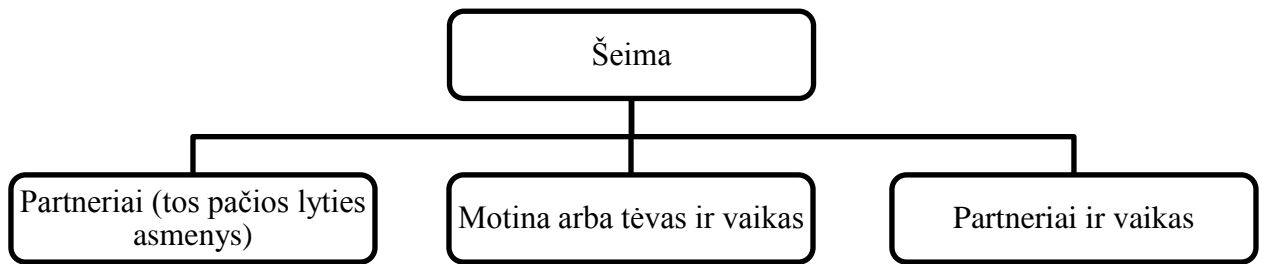 Šeima
Partneriai (tos pačios lyties
asmenys)
Motina arba tėvas ir vaikas
Partneriai ir vaikas